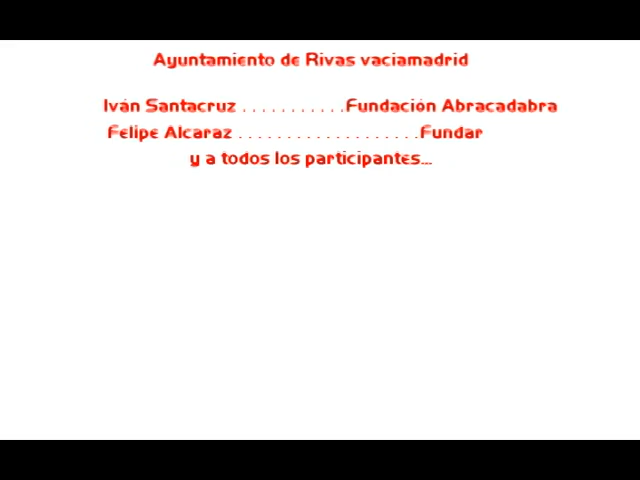 Ayuntamiento de Rivas vaciamadrid
Iván Santacruz . . . . . . . . . . .Fundación Abracadabra
Felipe Alcaraz . . . . . . . . . . . . . . . . . . .Fundar
y a todos los participantes...